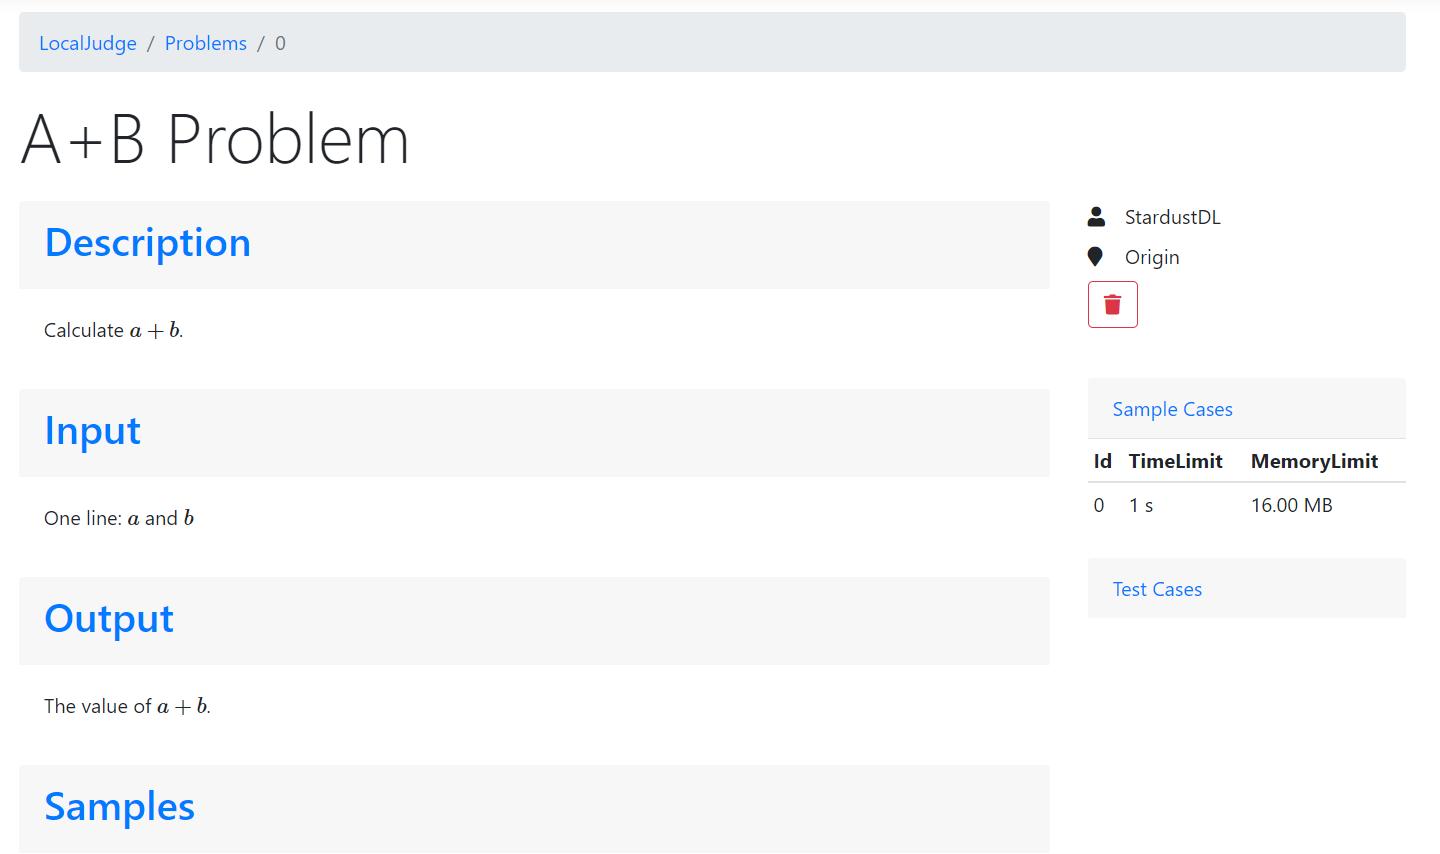 LocalJudge / Problems / 0
A+B Problem
Description
Calculate a + b.
Input
One line: a and b
Output
The value of a + b.
Samples
StardustDL
Origin
Sample Cases
Id TimeLimit MemoryLimit
0 1 s 16.00 MB
Test Cases